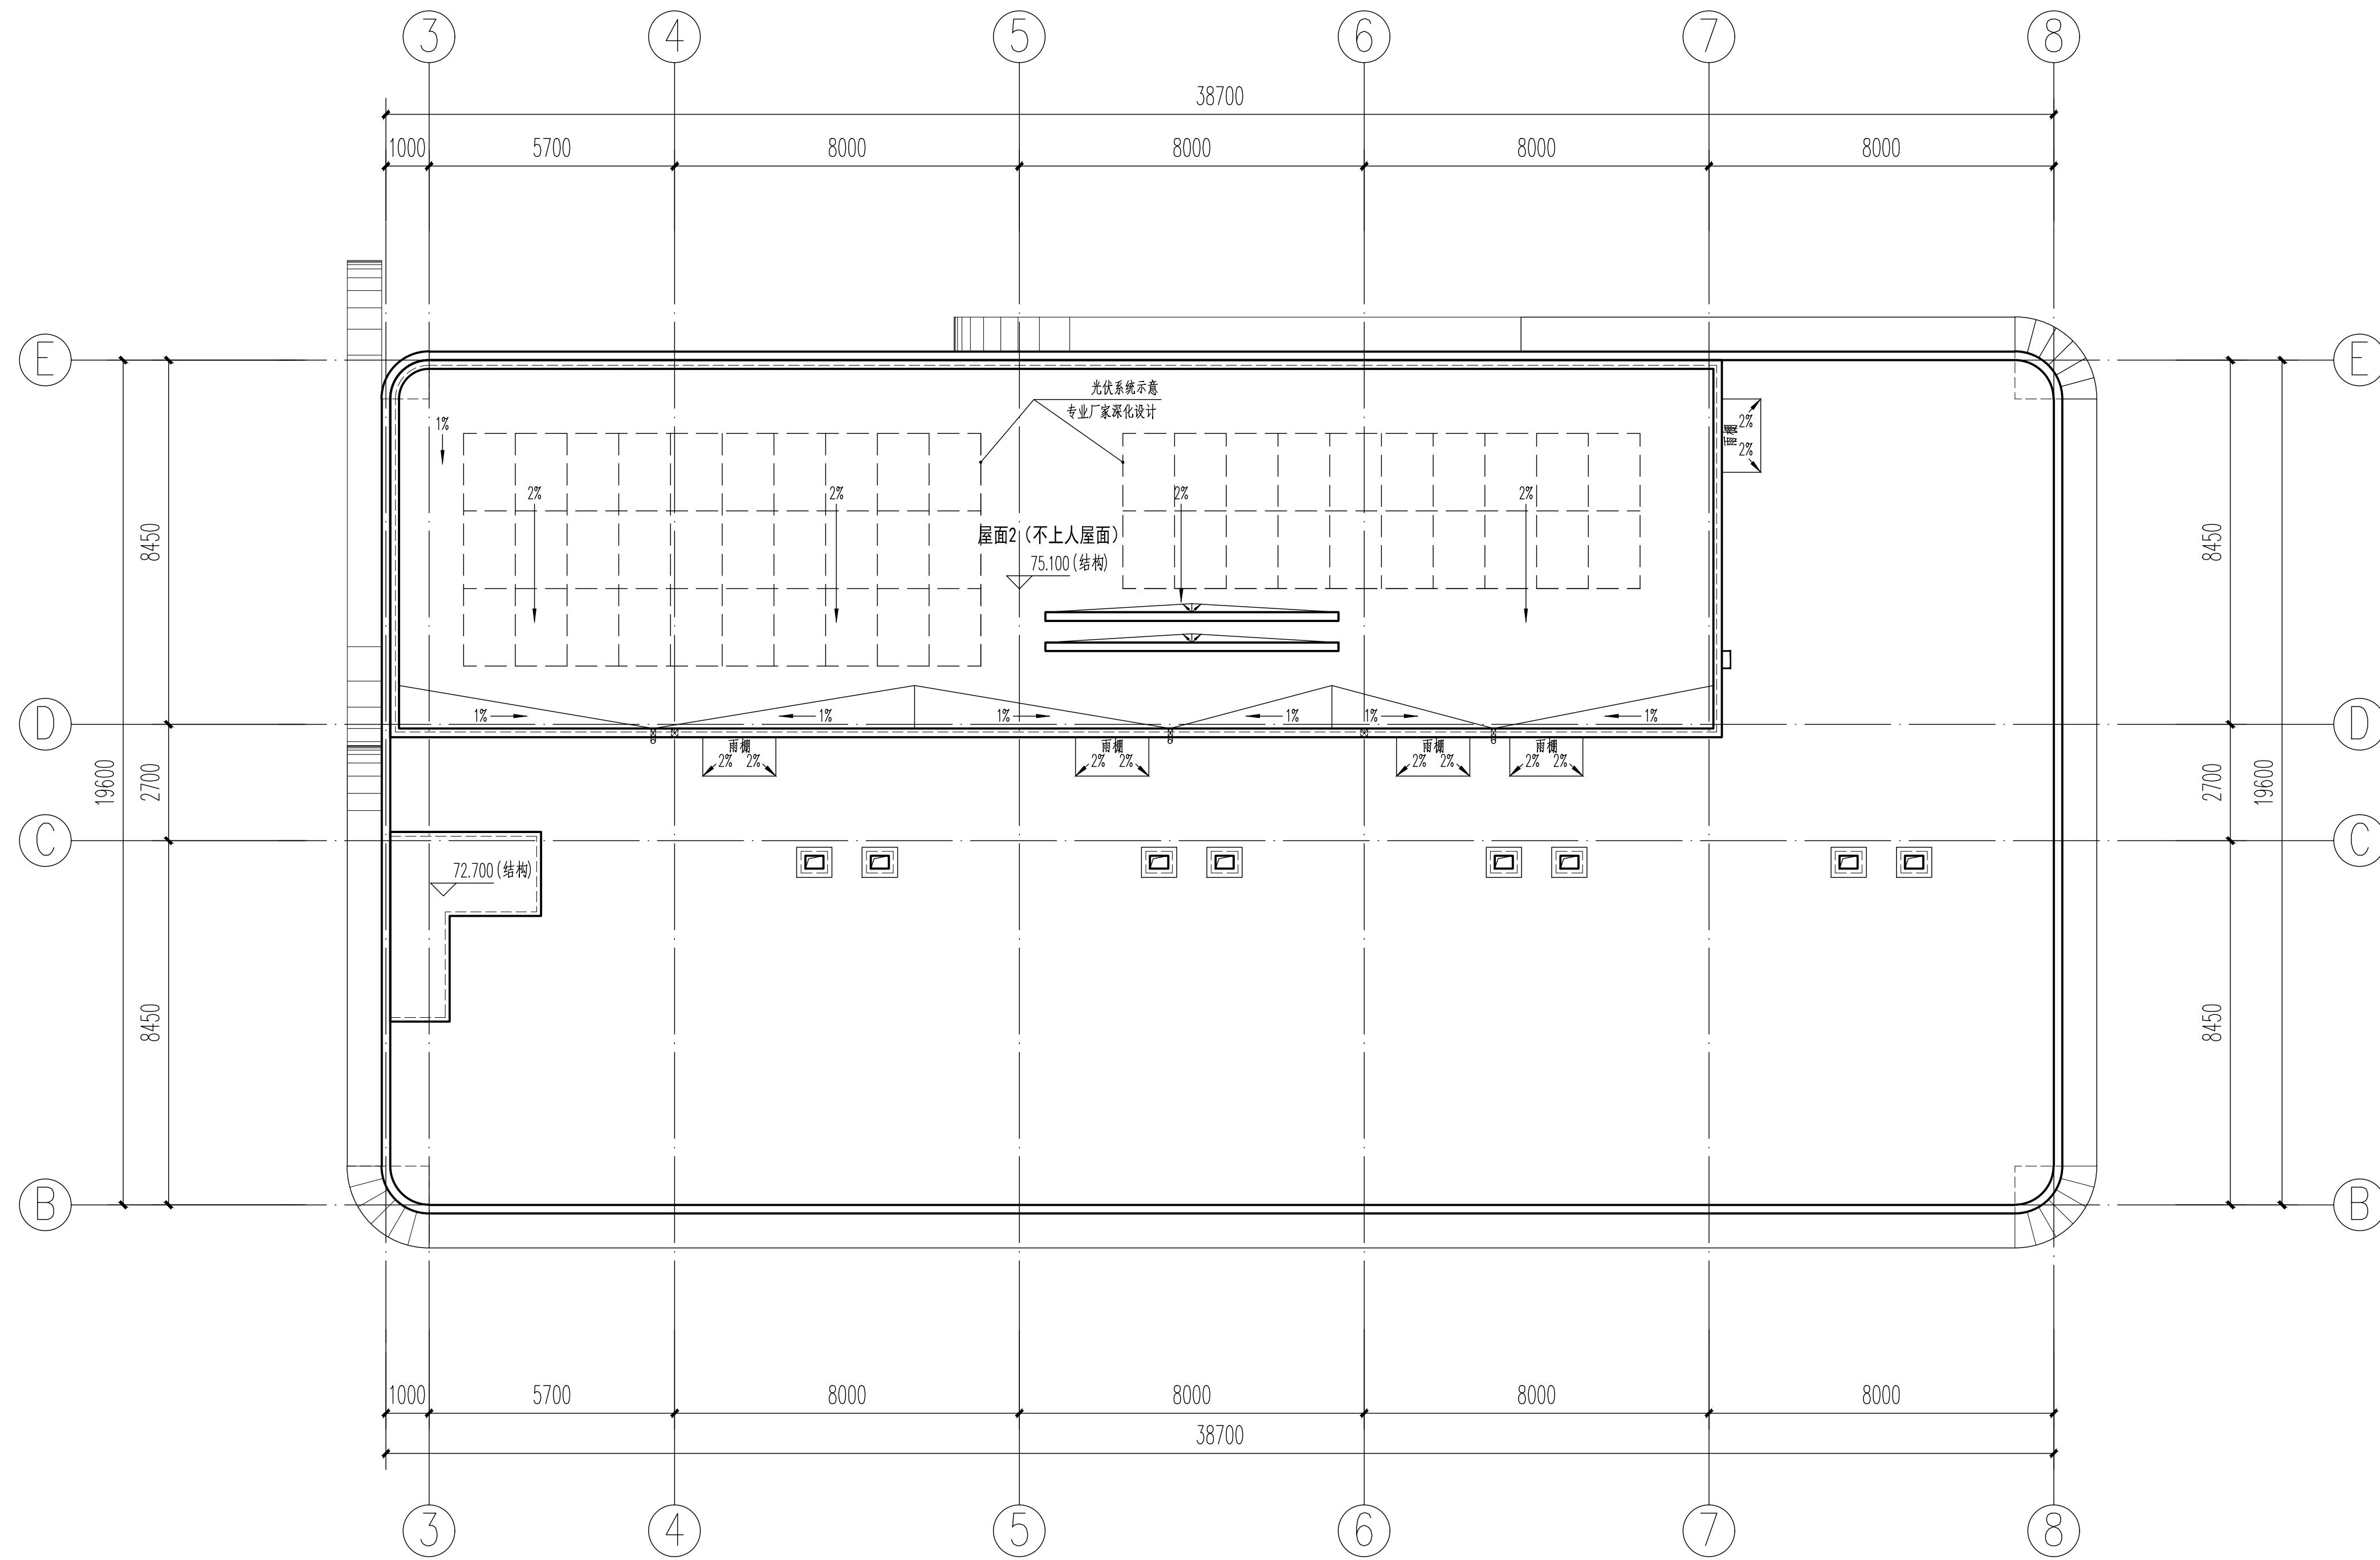 3 4 5 6 7 8
38700
1000 5700 8000 8000 8000 8000
E E
光伏系统示意
专业厂家深化设计
1%
2%
雨棚
2%
2% 2% 2% 2%
屋面2（不上人屋面）
75.100(结构)
8450 8450
1% 1% 1% 1% 1% 1%
D D
雨棚 雨棚 雨棚 雨棚
2% 2% 2% 2% 2% 2% 2% 2%
19600 2700 2700 19600
C C
72.700(结构)
8450 8450
B B
1000 5700 8000 8000 8000 8000
38700
3 4 5 6 7 8